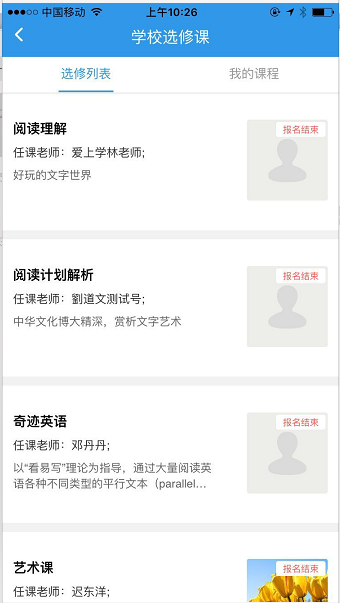 中国移动
上午10:26
学校选修课
选修列表
我的课程
阅读理解
报名结束
任课老师：爱上学林老师;
好玩的文字世界
阅读计划解析
报名结束
任课老师：劉道文测试号;
中华文化博大精深，赏析文字艺术
奇迹英语
报名结束
任课老师：邓丹丹;
以“看易写”理论为指导，通过大量阅读英
语各种不同类型的平行文本（parallel...
艺术课
报名结束
任课老师：迟东洋;